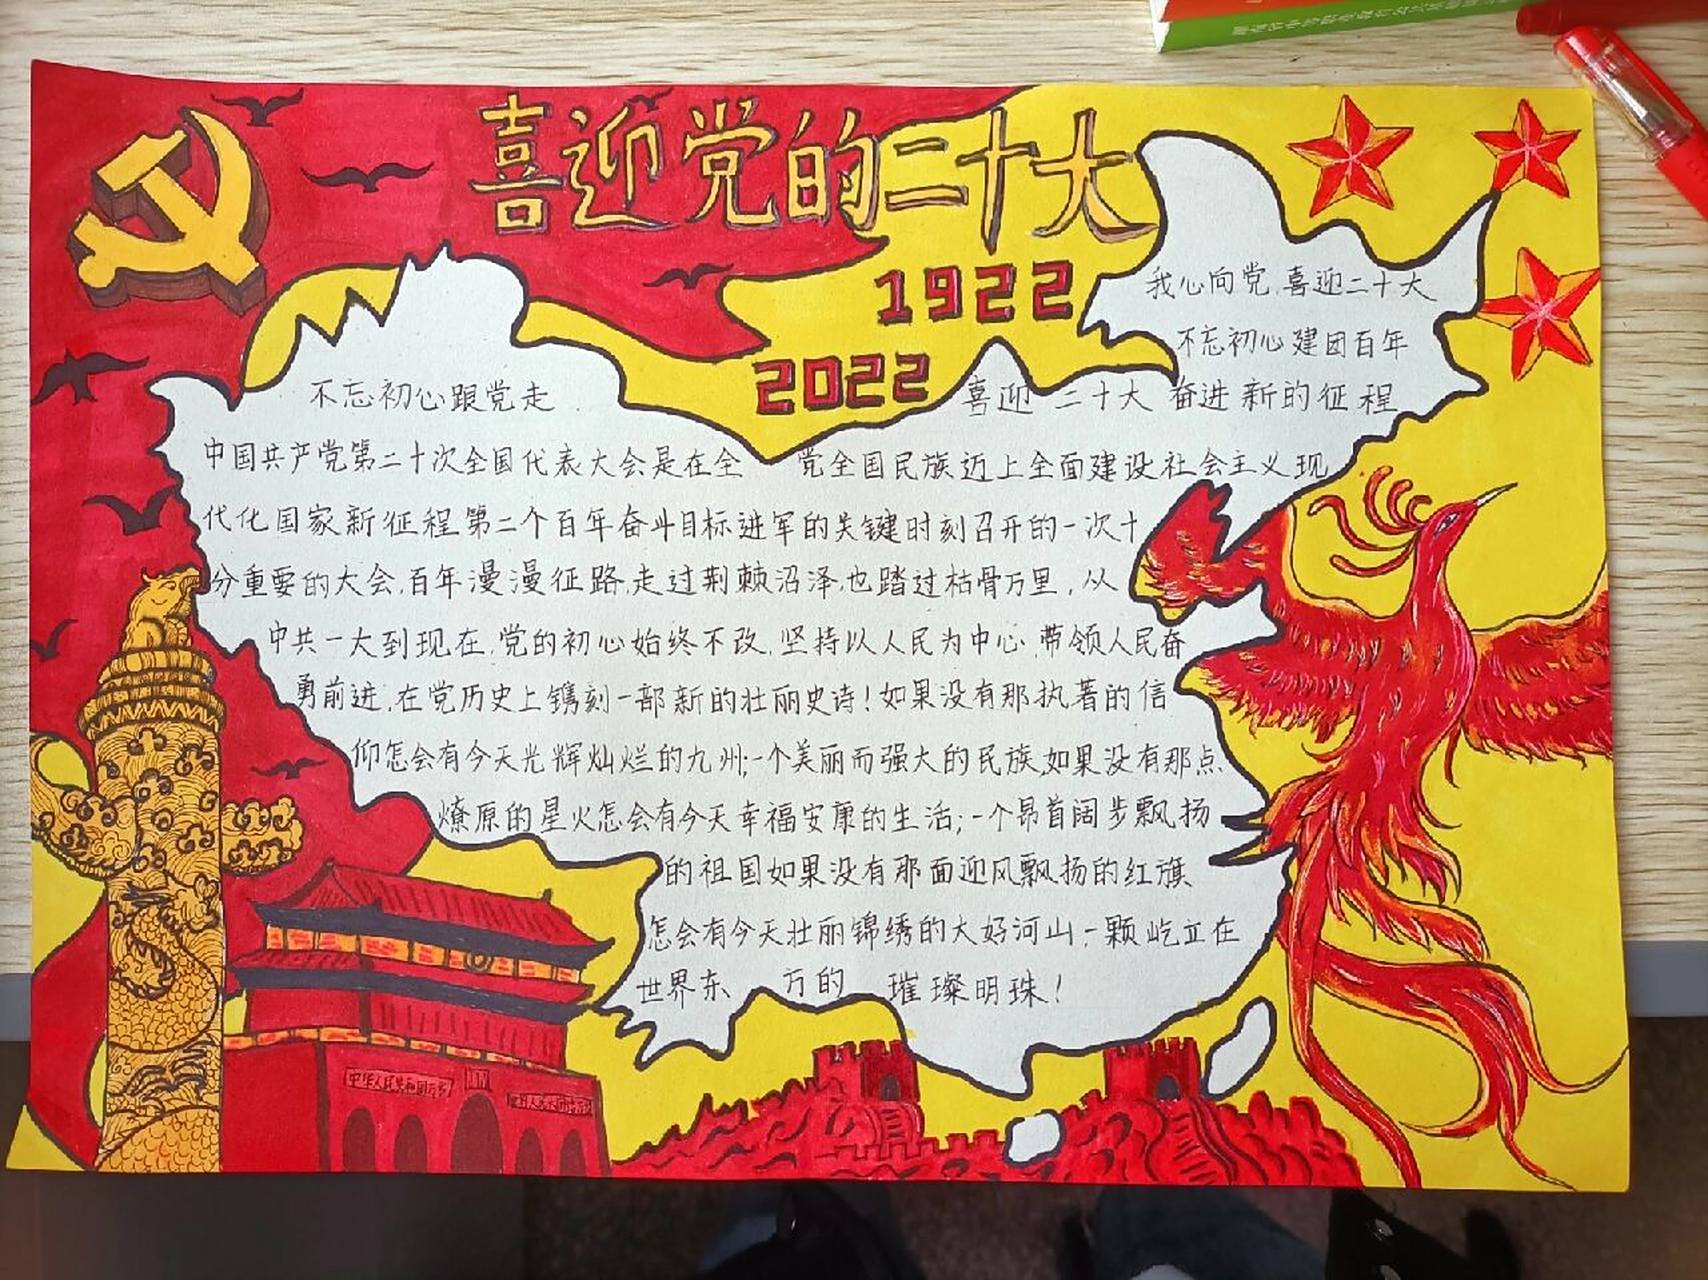 喜迎党的二十大
1922
2022
我心向党,喜迎二十大
不忘初心建团百年
不忘初心跟党走
喜迎二十大 奋进新的征程
中国共产党第二十次全国代表大会是在全党全国民族迈上全面建设社会主义现
代化国家新征程第二个百年奋斗目标进军的关键时刻召开的一次十
分重要的大会,百年漫漫征路,走过荆棘沼泽,也踏过枯骨万里,从
中共一大到现在,党的初心始终不改,坚持以人民为中心,带领人民奋
勇前进,在党历史上镌刻一部新的壮丽史诗!如果没有那执著的信
仰怎会有今天光辉灿烂的九州;一个美丽而强大的民族,如果没有那点
燎原的星火怎会有今天幸福安康的生活;一个昂首阔步飘扬
的祖国如果没有那面迎风飘扬的红旗
怎会有今天壮丽锦绣的大好河山,一颗屹立在
世界东方的璀璨明珠!
中华人民共和国万岁